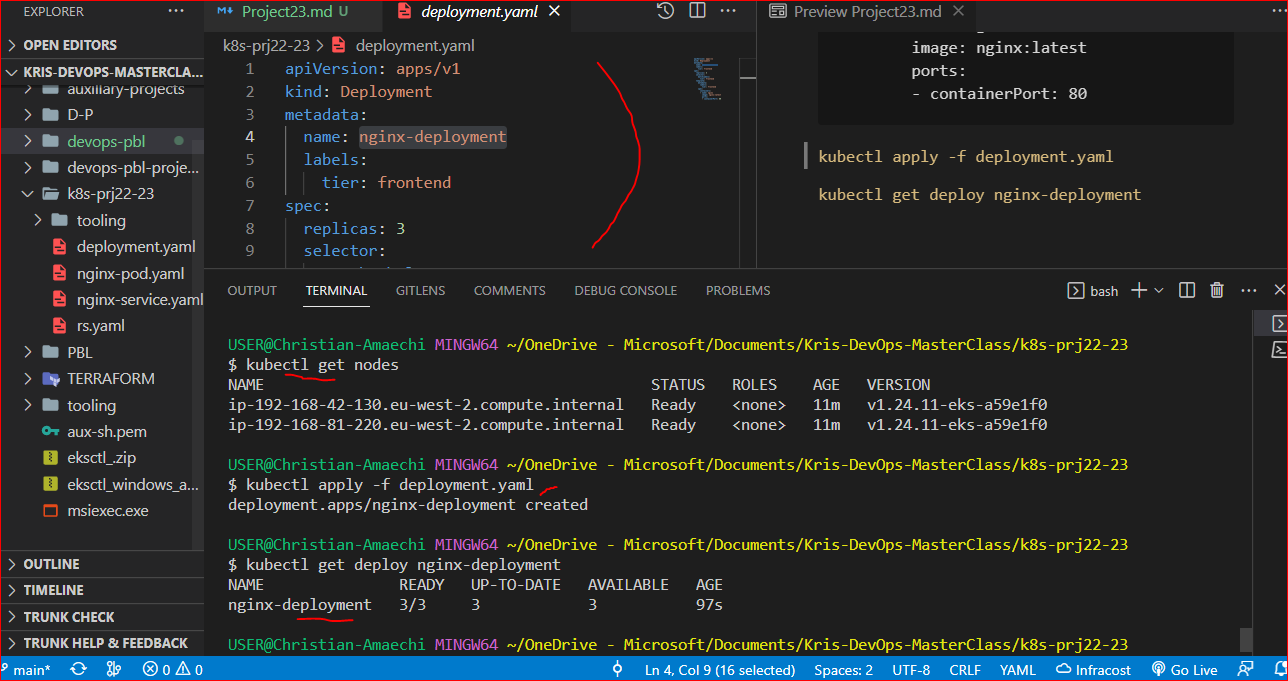 EXPLORER
OPEN EDITORS
KRIS-DEVOPS-MASTERCLA...
auxiliary-projects
D-P
devops-pbl
devops-pbl-proje...
k8s-prj22-23
tooling
deployment.yaml
nginx-pod.yaml
nginx-service.yaml
rs.yaml
PBL
TERRAFORM
tooling
aux-sh.pem
eksctl_.zip
eksctl_windows_a...
msiexec.exe
OUTLINE
TIMELINE
TRUNK CHECK
TRUNK HELP & FEEDBACK
Project23.md U
deployment.yaml
k8s-prj22-23 > deployment.yaml
1 apiVersion: apps/v1
2 kind: Deployment
3 metadata:
4 name: nginx-deployment
5 labels:
6 tier: frontend
7 spec:
8 replicas: 3
9 selector:
Preview Project23.md
image: nginx:latest
ports:
- containerPort: 80
kubectl apply -f deployment.yaml
kubectl get deploy nginx-deployment
OUTPUT TERMINAL GITLENS COMMENTS DEBUG CONSOLE PROBLEMS
bash
USER@Christian-Amaechi MINGW64 ~/OneDrive - Microsoft/Documents/Kris-DevOps-MasterClass/k8s-prj22-23
$ kubectl get nodes
NAME STATUS ROLES AGE VERSION
ip-192-168-42-130.eu-west-2.compute.internal Ready <none> 11m v1.24.11-eks-a59e1f0
ip-192-168-81-220.eu-west-2.compute.internal Ready <none> 11m v1.24.11-eks-a59e1f0
USER@Christian-Amaechi MINGW64 ~/OneDrive - Microsoft/Documents/Kris-DevOps-MasterClass/k8s-prj22-23
$ kubectl apply -f deployment.yaml
deployment.apps/nginx-deployment created
USER@Christian-Amaechi MINGW64 ~/OneDrive - Microsoft/Documents/Kris-DevOps-MasterClass/k8s-prj22-23
$ kubectl get deploy nginx-deployment
NAME READY UP-TO-DATE AVAILABLE AGE
nginx-deployment 3/3 3 3 97s
USER@Christian-Amaechi MINGW64 ~/OneDrive - Microsoft/Documents/Kris-DevOps-MasterClass/k8s-prj22-23
main* 0 0 Ln 4, Col 9 (16 selected) Spaces: 2 UTF-8 CRLF YAML Infracost Go Live